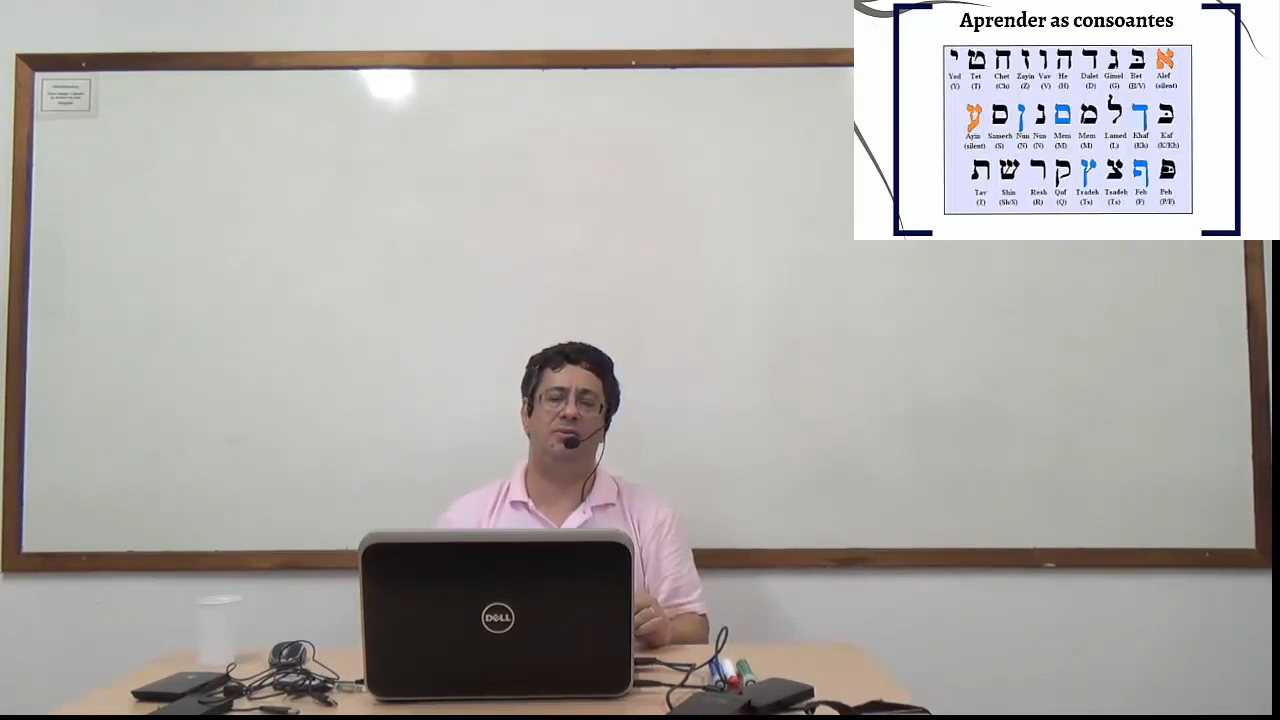 Aprender as consoantes
א בּ ג ד ה ו ז ח ט י
Alef Bet Gimel Dalet He Vav Zayin Chet Tet Yod
(silent) (B/V) (G) (D) (H) (V) (Z) (Ch) (T) (Y)
כּ ך ל מ ם נ ן ס ע
Kaf Khaf Lamed Mem Mem Nun Nun Samech Ayin
(K/Kh) (Kh) (L) (M) (M) (N) (N) (S) (silent)
פּ ף צ ץ ק ר ש ת
Peh Feh Tsadeh Tsadeh Qof Resh Shin Tav
(P/F) (F) (Ts) (Ts) (Q) (R) (Sh/S) (T)
DELL